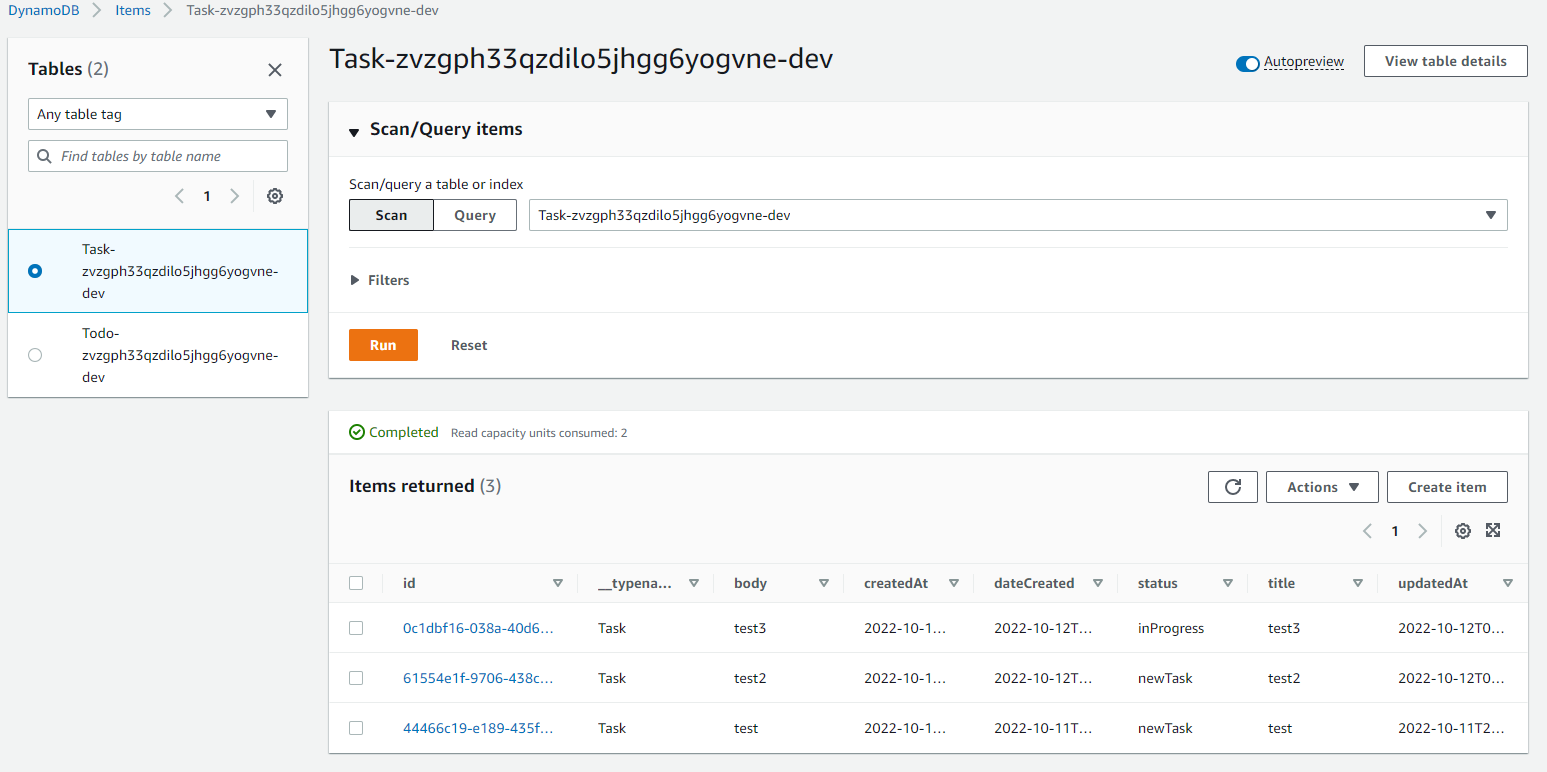 DynamoDB > Items > Task-zvzgph33qzdilo5jhgg6yogvne-dev
Tables (2)
Any table tag
Find tables by table name
1
Task-
zvzgph33qzdilo5jhgg6yogvne-
dev
Todo-
zvzgph33qzdilo5jhgg6yogvne-
dev
Task-zvzgph33qzdilo5jhgg6yogvne-dev
Autopreview View table details
Scan/Query items
Scan/query a table or index
Scan Query Task-zvzgph33qzdilo5jhgg6yogvne-dev
Filters
Run Reset
Completed Read capacity units consumed: 2
Items returned (3) Actions Create item
1
id __typena... body createdAt dateCreated status title updatedAt
0c1dbf16-038a-40d6... Task test3 2022-10-1... 2022-10-12T... inProgress test3 2022-10-12T0...
61554e1f-9706-438c... Task test2 2022-10-1... 2022-10-12T... newTask test2 2022-10-12T0...
44466c19-e189-435f... Task test 2022-10-1... 2022-10-11T... newTask test 2022-10-11T2...